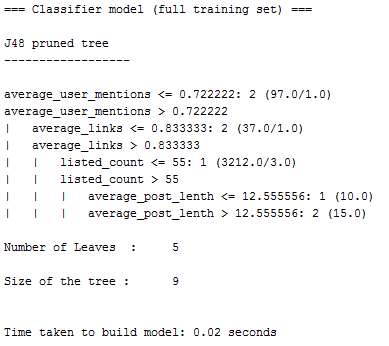 === Classifier model (full training set) ===
J48 pruned tree
------------------
average_user_mentions <= 0.722222: 2 (97.0/1.0)
average_user_mentions > 0.722222
|   average_links <= 0.833333: 2 (37.0/1.0)
|   average_links > 0.833333
|   |   listed_count <= 55: 1 (3212.0/3.0)
|   |   listed_count > 55
|   |   |   average_post_lenth <= 12.555556: 1 (10.0)
|   |   |   average_post_lenth > 12.555556: 2 (15.0)
Number of Leaves  :     5
Size of the tree :      9
Time taken to build model: 0.02 seconds